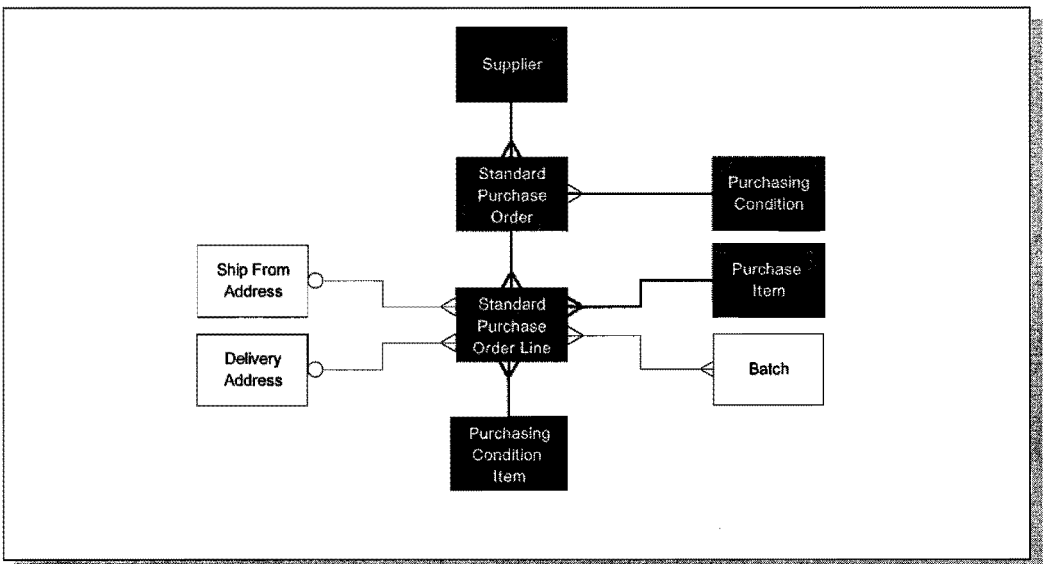 Supplier
Standard
Purchase
Order
Purchasing
Condition
Ship From
Address
Standard
Purchase
Order Line
Purchase
Item
Delivery
Address
Batch
Purchasing
Condition
Item